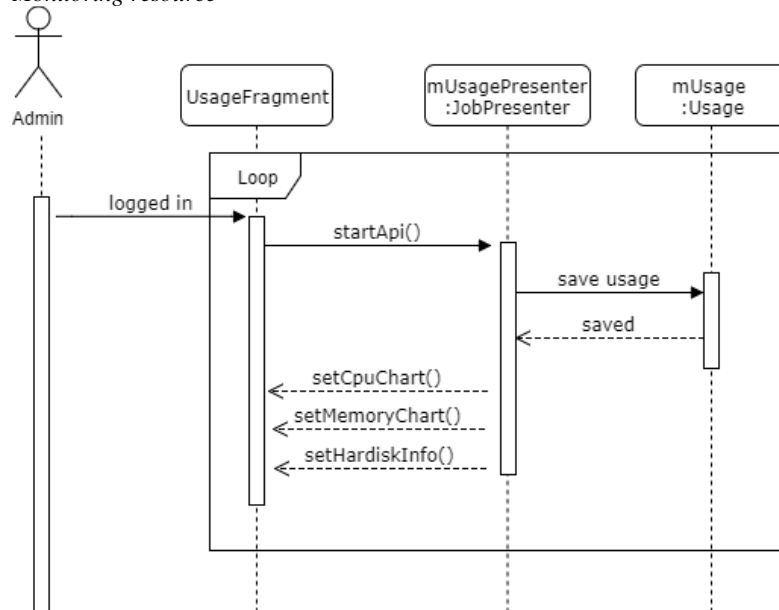 Monitoring resource
Admin
UsageFragment
mUsagePresenter
:JobPresenter
mUsage
:Usage
Loop
logged in
startApi()
save usage
saved
setCpuChart()
setMemoryChart()
setHardiskInfo()